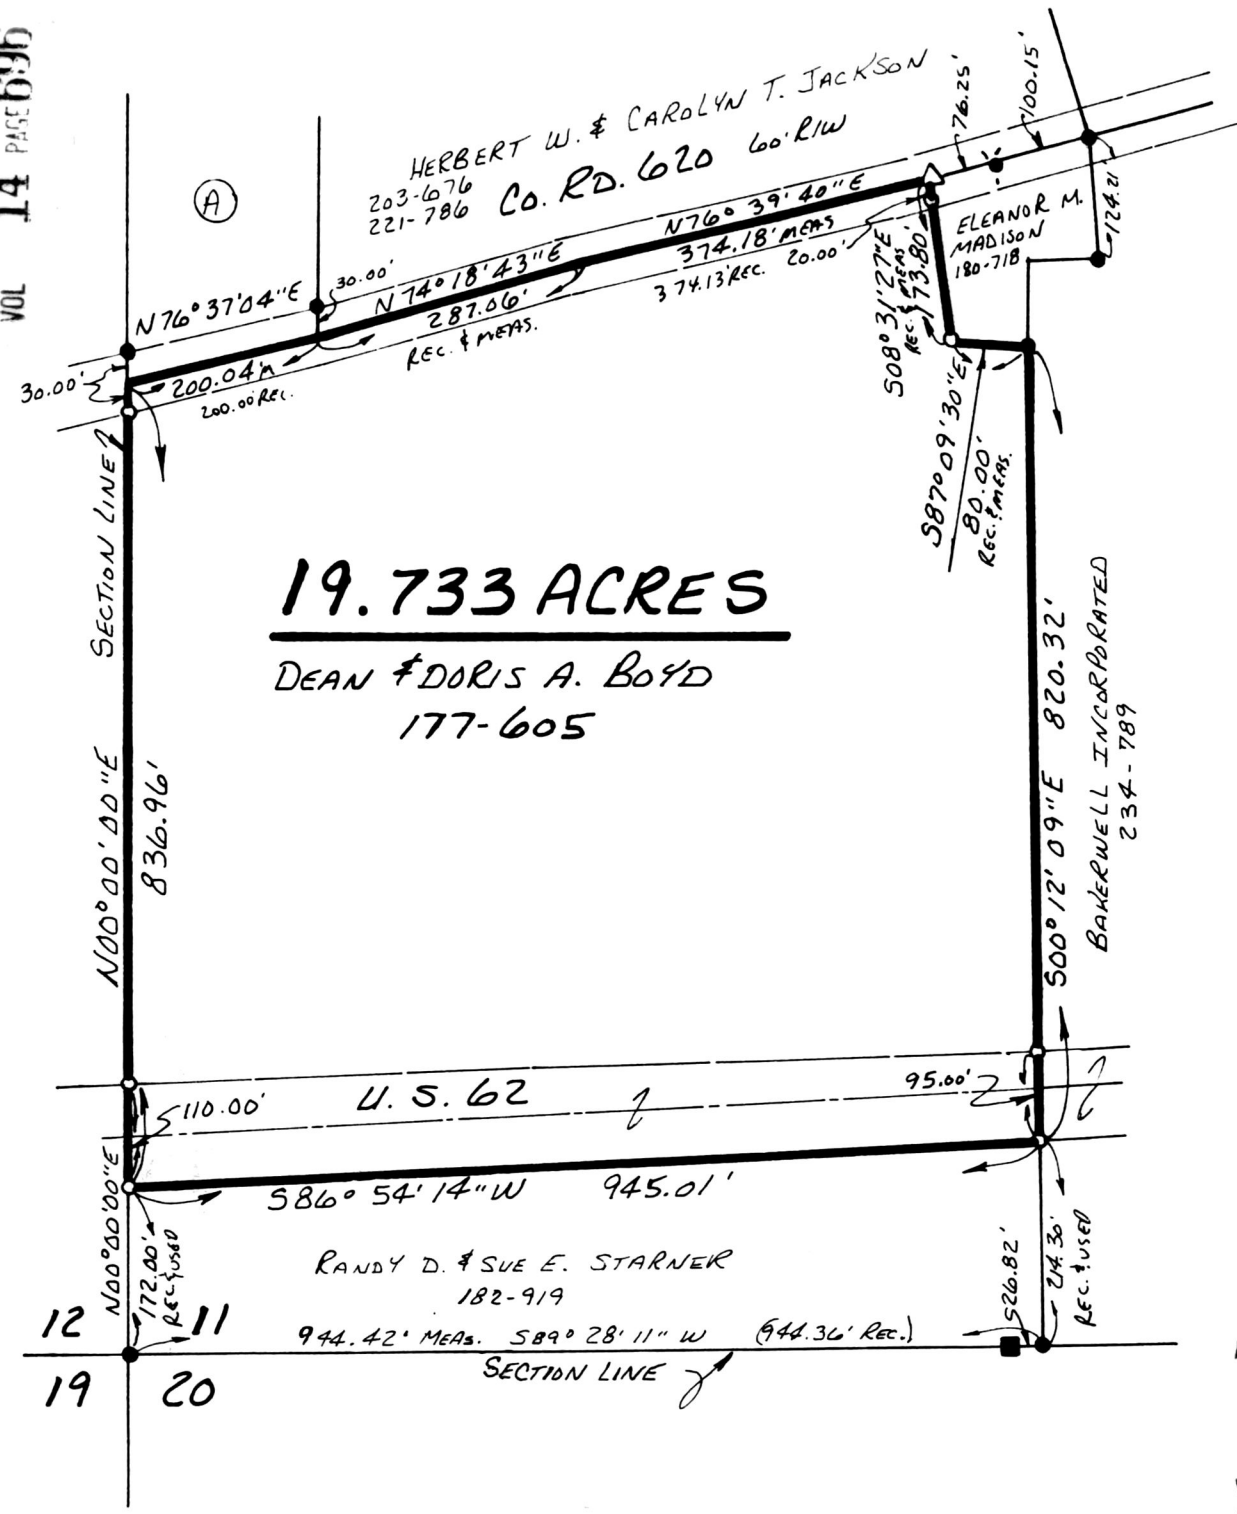 VOL 14 PAGE 696
HERBERT W. & CAROLYN T. JACKSON
203-676
221-786
CO. RD. 620 60' R/W
76.25'
100.15'
124.21
A
N76° 39' 40"E
374.18' MEAS
374.13' REC.
20.00'
ELEANOR M.
MADISON
180-718
N 74° 18' 43"E
287.06'
REC. & MEAS.
30.00'
N76° 37' 04"E
200.04' M
200.00' REC.
30.00'
S08° 31' 27"E
173.80'
REC. & MEAS
S87° 09' 30"E
80.00'
REC. & MEAS.
SECTION LINE
19.733 ACRES
DEAN & DORIS A. BOYD
177-605
N00° 00' 00"E
836.96'
S00° 12' 09"E 820.32'
BAKERWELL INCORPORATED
234-789
U.S. 62
110.00'
95.00'
S86° 54' 14"W 945.01'
N00°00'00"E
172.00'
REC. & USED
RANDY D. & SUE E. STARNER
182-919
526.82'
214.30'
REC. & USED
12 11
944.42' MEAS. S89° 28' 11" W (944.36' REC.)
SECTION LINE
19 20